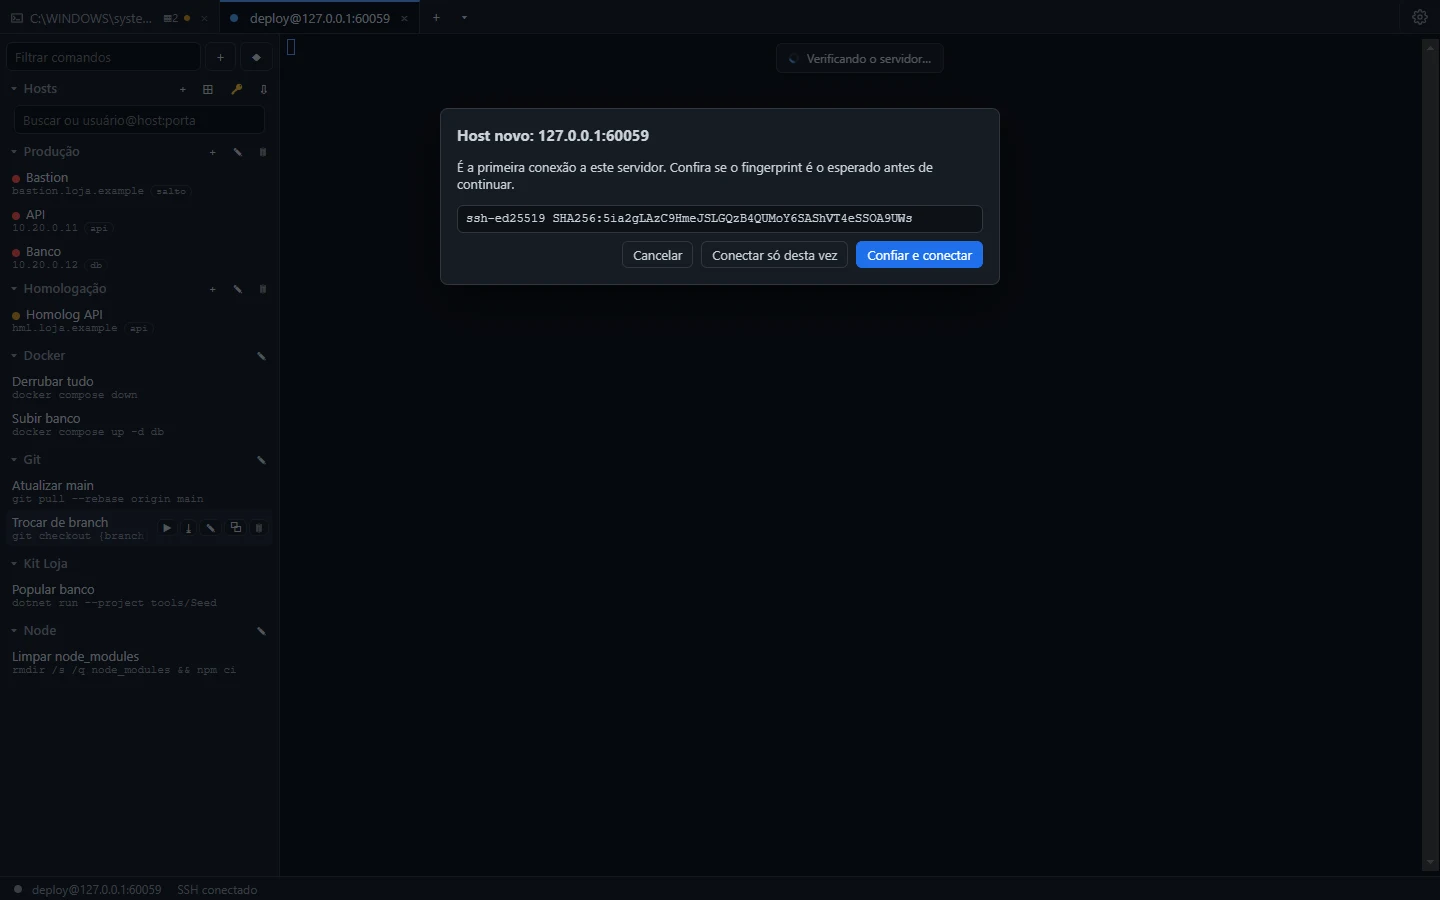 C:\WINDOWS\syste... 2
deploy@127.0.0.1:60059
Filtrar comandos
Verificando o servidor...
Hosts
Buscar ou usuário@host:porta
Host novo: 127.0.0.1:60059
É a primeira conexão a este servidor. Confira se o fingerprint é o esperado antes de
continuar.
ssh-ed25519 SHA256:5ia2gLAzC9HmeJSLGQzB4QUMoY6SAShVT4eSSOA9UWs
Cancelar
Conectar só desta vez
Confiar e conectar
Produção
Bastion
bastion.loja.example salto
API
10.20.0.11 api
Banco
10.20.0.12 db
Homologação
Homolog API
hml.loja.example api
Docker
Derrubar tudo
docker compose down
Subir banco
docker compose up -d db
Git
Atualizar main
git pull --rebase origin main
Trocar de branch
git checkout {branch
Kit Loja
Popular banco
dotnet run --project tools/Seed
Node
Limpar node_modules
rmdir /s /q node_modules && npm ci
deploy@127.0.0.1:60059 SSH conectado